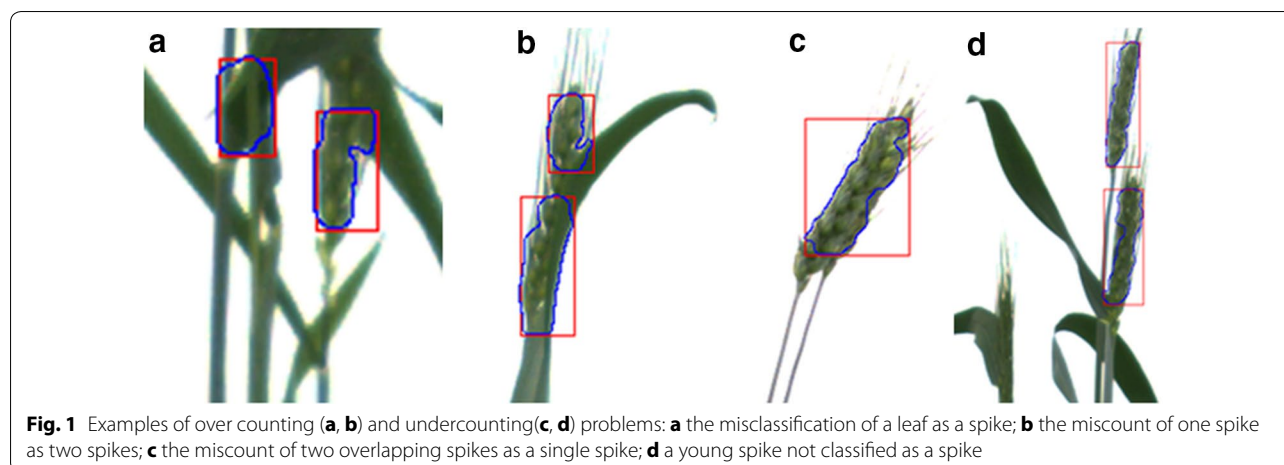 a b c d
Fig. 1 Examples of over counting (a, b) and undercounting(c, d) problems: a the misclassification of a leaf as a spike; b the miscount of one spike
as two spikes; c the miscount of two overlapping spikes as a single spike; d a young spike not classified as a spike